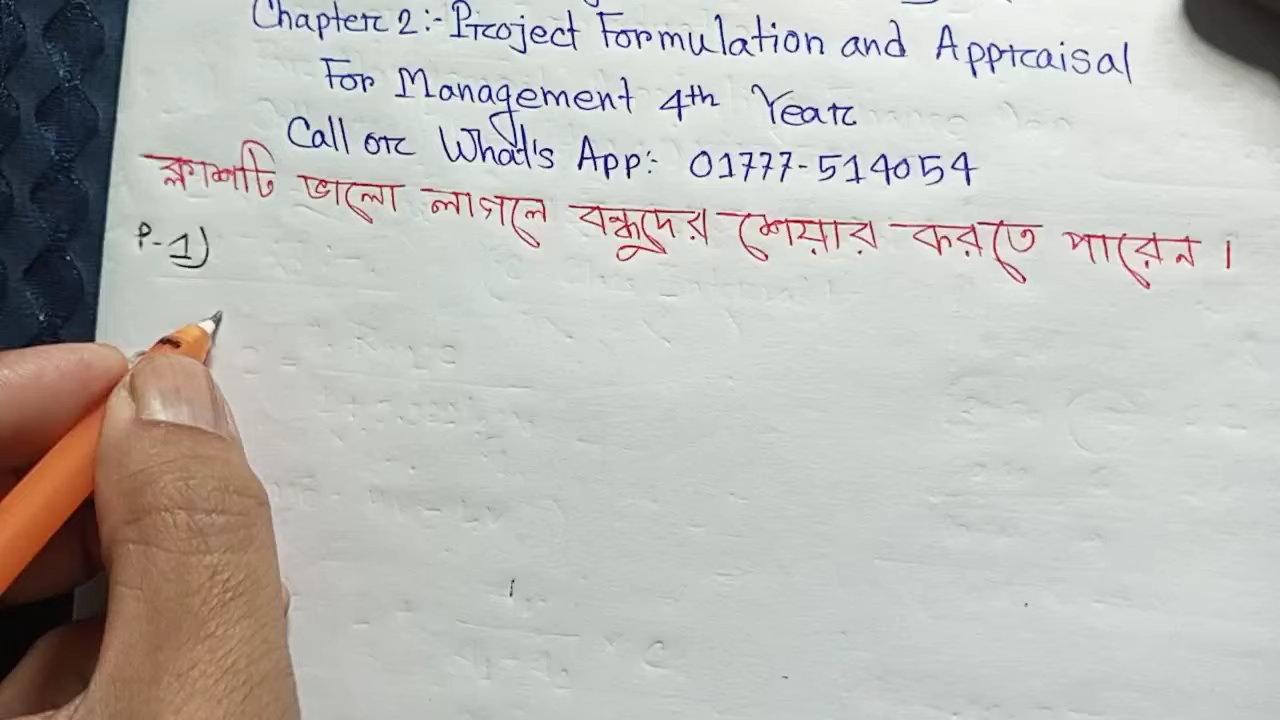 Chapter 2:- Project Formulation and Appraisal
For Management 4th Year
Call or What's App: 01777-514054
ক্লাশটি ভালো লাগলে বন্ধুদের শেয়ার করতে পারেন।
P-1)